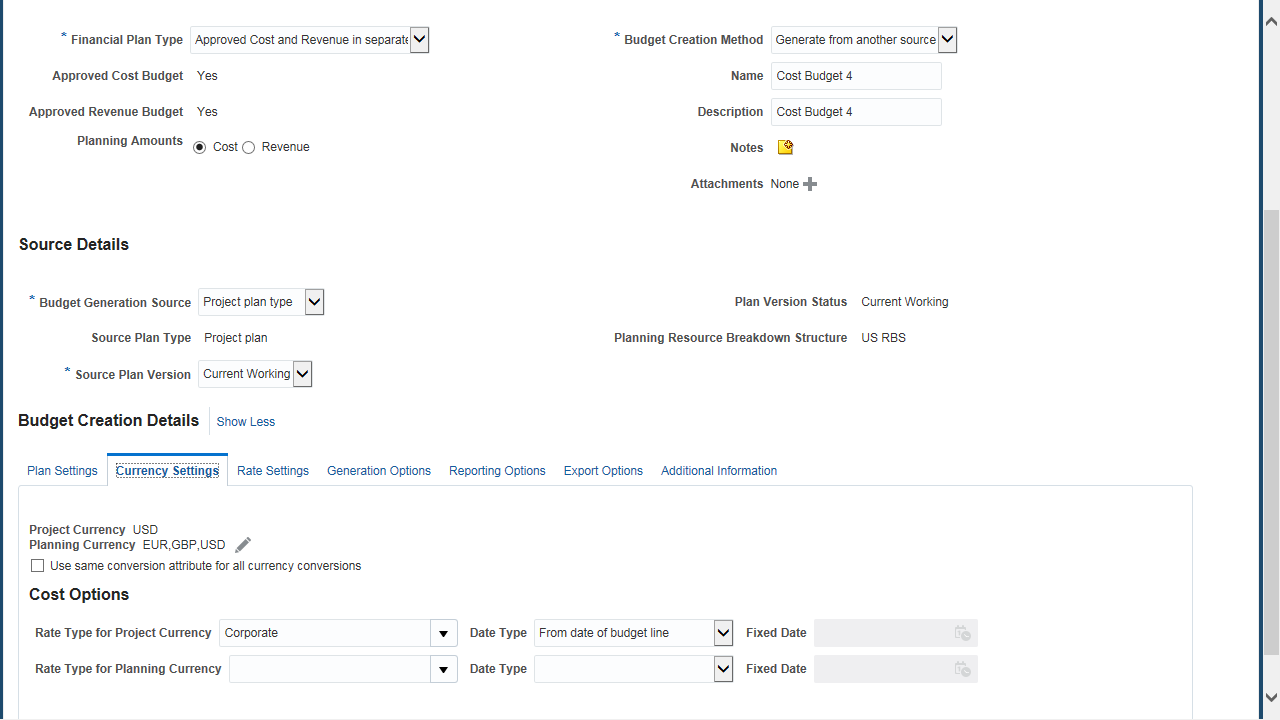 * Financial Plan Type Approved Cost and Revenue in separate * Budget Creation Method Generate from another source
Approved Cost Budget Yes Name Cost Budget 4
Approved Revenue Budget Yes Description Cost Budget 4
Planning Amounts Cost Revenue Notes
Attachments None
Source Details
* Budget Generation Source Project plan type Plan Version Status Current Working
Source Plan Type Project plan Planning Resource Breakdown Structure US RBS
* Source Plan Version Current Working
Budget Creation Details Show Less
Plan Settings Currency Settings Rate Settings Generation Options Reporting Options Export Options Additional Information
Project Currency USD
Planning Currency EUR,GBP,USD
Use same conversion attribute for all currency conversions
Cost Options
Rate Type for Project Currency Corporate Date Type From date of budget line Fixed Date
Rate Type for Planning Currency Date Type Fixed Date